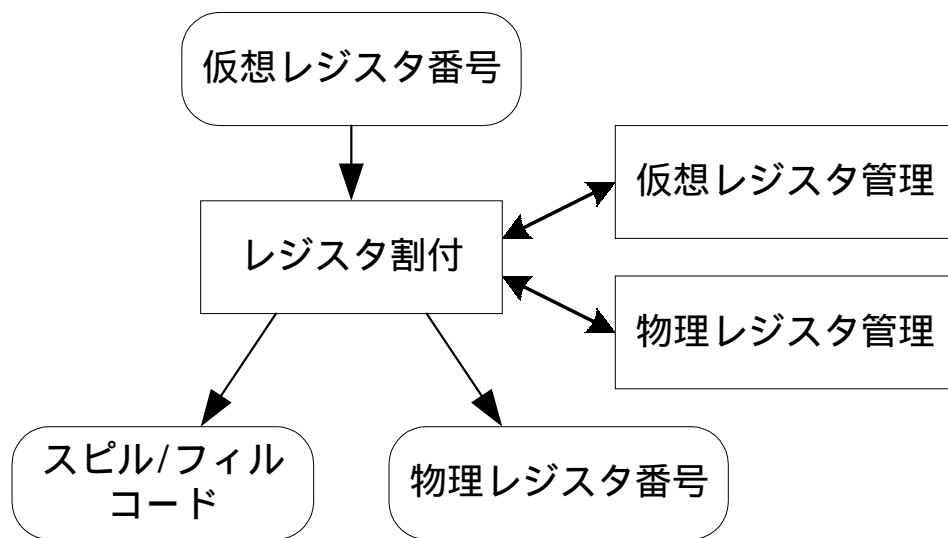 仮想レジスタ番号
仮想レジスタ管理
レジスタ割付
物理レジスタ管理
スピル/フィル
コード
物理レジスタ番号